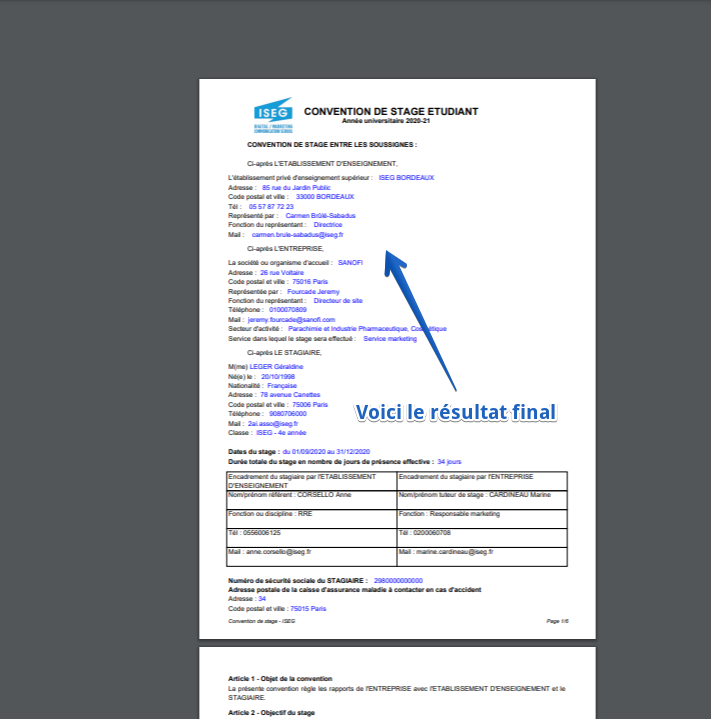 ISEG
DIGITAL / MARKETING
COMMUNICATION SCHOOL
CONVENTION DE STAGE ETUDIANT
Année universitaire 2020-21
CONVENTION DE STAGE ENTRE LES SOUSSIGNES :
Ci-après L'ETABLISSEMENT D'ENSEIGNEMENT,
L'établissement privé d'enseignement supérieur : ISEG BORDEAUX
Adresse : 85 rue du Jardin Public
Code postal et ville : 33000 BORDEAUX
Tél : 05 57 87 72 23
Représenté par : Carmen Brûlé-Sabadus
Fonction du représentant : Directrice
Mail : carmen.brule-sabadus@iseg.fr
Ci-après L'ENTREPRISE,
La société ou organisme d'accueil : SANOFI
Adresse : 26 rue Voltaire
Code postal et ville : 75016 Paris
Représentée par : Fourcade Jeremy
Fonction du représentant : Directeur de site
Téléphone : 0100070809
Mail : jeremy.fourcade@sanofi.com
Secteur d'activité : Parachimie et Industrie Pharmaceutique, Cosmétique
Service dans lequel le stage sera effectué : Service marketing
Ci-après LE STAGIAIRE,
M(me) LEGER Géraldine
Né(e) le : 20/10/1998
Nationalité : Française
Adresse : 78 avenue Canettes
Code postal et ville : 75006 Paris
Téléphone : 9080706000
Mail : 2ai.asso@iseg.fr
Classe : ISEG - 4e année
Voici le résultat final
Dates du stage : du 01/09/2020 au 31/12/2020
Durée totale du stage en nombre de jours de présence effective : 34 jours
Encadrement du stagiaire par l'ETABLISSEMENT D'ENSEIGNEMENT Encadrement du stagiaire par l'ENTREPRISE
Nom/prénom référent : CORSELLO Anne Nom/prénom tuteur de stage : CARDINEAU Marine
Fonction ou discipline : RRE Fonction : Responsable marketing
Tél : 0556006125 Tél : 0200060708
Mail : anne.corsello@iseg.fr Mail : marine.cardineau@iseg.fr
Numéro de sécurité sociale du STAGIAIRE : 2980000000000
Adresse postale de la caisse d'assurance maladie à contacter en cas d'accident
Adresse : 34
Code postal et ville : 75015 Paris
Convention de stage - ISEG Page 1/6
Article 1 - Objet de la convention
La présente convention règle les rapports de l'ENTREPRISE avec l'ETABLISSEMENT D'ENSEIGNEMENT et le
STAGIAIRE.
Article 2 - Objectif du stage